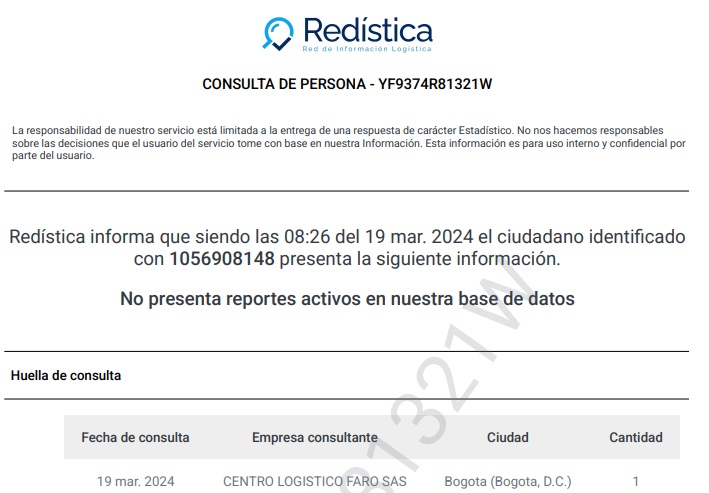 Redística
Red de Información Logística
CONSULTA DE PERSONA - YF9374R81321W
La responsabilidad de nuestro servicio está limitada a la entrega de una respuesta de carácter Estadístico. No nos hacemos responsables
sobre las decisiones que el usuario del servicio tome con base en nuestra Información. Esta información es para uso interno y confidencial por
parte del usuario.
Redística informa que siendo las 08:26 del 19 mar. 2024 el ciudadano identificado
con 1056908148 presenta la siguiente información.
No presenta reportes activos en nuestra base de datos
Huella de consulta
Fecha de consulta Empresa consultante Ciudad Cantidad
19 mar. 2024 CENTRO LOGISTICO FARO SAS Bogota (Bogota, D.C.) 1
81321W